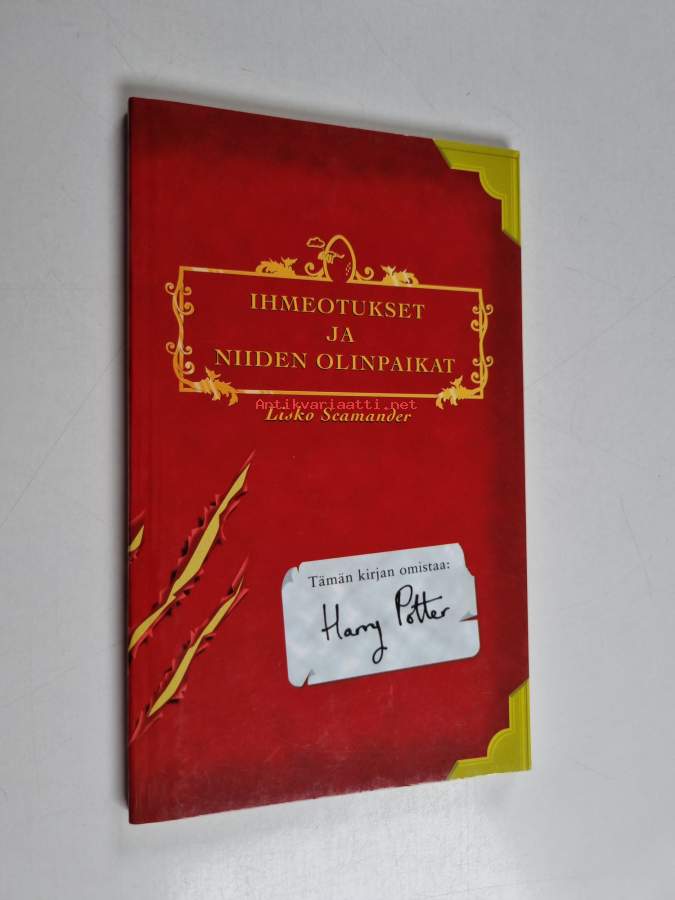 IHMEOTUKSET
JA
NIIDEN OLINPAIKAT
Antikvariaatti.net
Lisko Scamander
Tämän kirjan omistaa:
Harry Potter